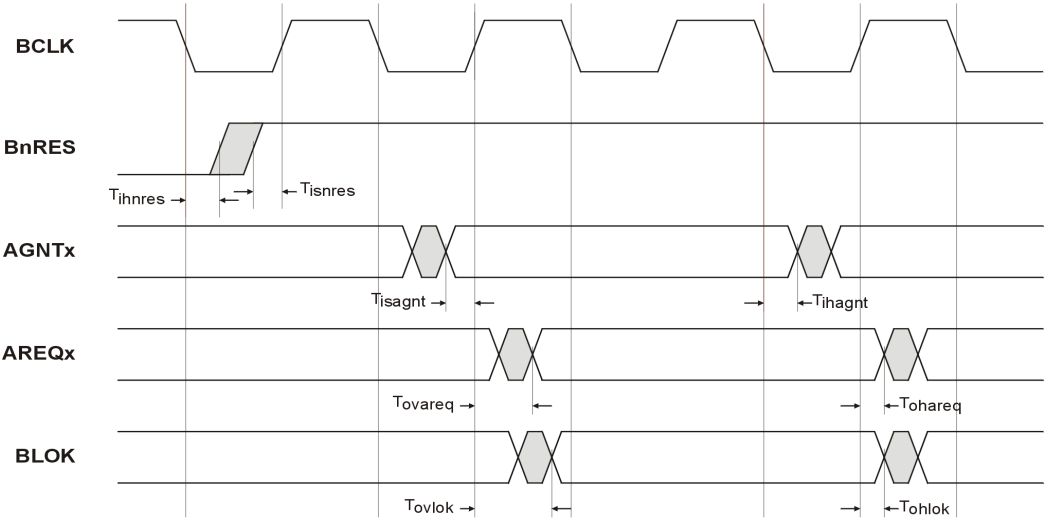 BCLK
BnRES
Tihnres
Tisnres
AGNTx
Tisagnt
Tihagnt
AREQx
Tovareq
Tohareq
BLOK
Tovlok
Tohlok